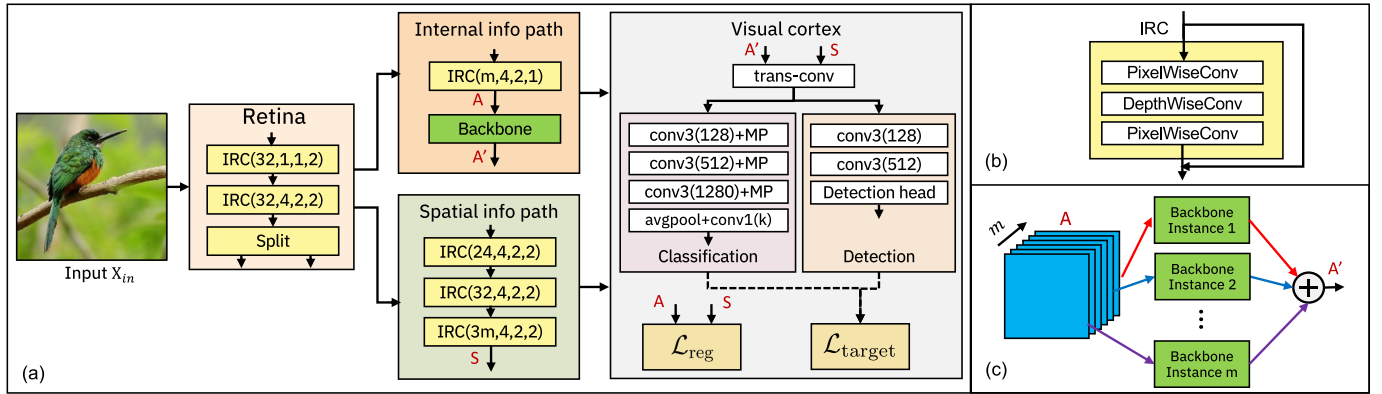 Input X_in
Retina
IRC(32,1,1,2)
IRC(32,4,2,2)
Split
Internal info path
IRC(m,4,2,1)
A
Backbone
A’
Spatial info path
IRC(24,4,2,2)
IRC(32,4,2,2)
IRC(3m,4,2,2)
S
Visual cortex
A’ S
trans-conv
conv3(128)+MP
conv3(512)+MP
conv3(1280)+MP
avgpool+conv1(k)
Classification
conv3(128)
conv3(512)
Detection head
Detection
A S
ℒreg
ℒtarget
(a)
IRC
PixelWiseConv
DepthWiseConv
PixelWiseConv
(b)
m
A
Backbone
Instance 1
Backbone
Instance 2
⋮
Backbone
Instance m
+
A’
(c)